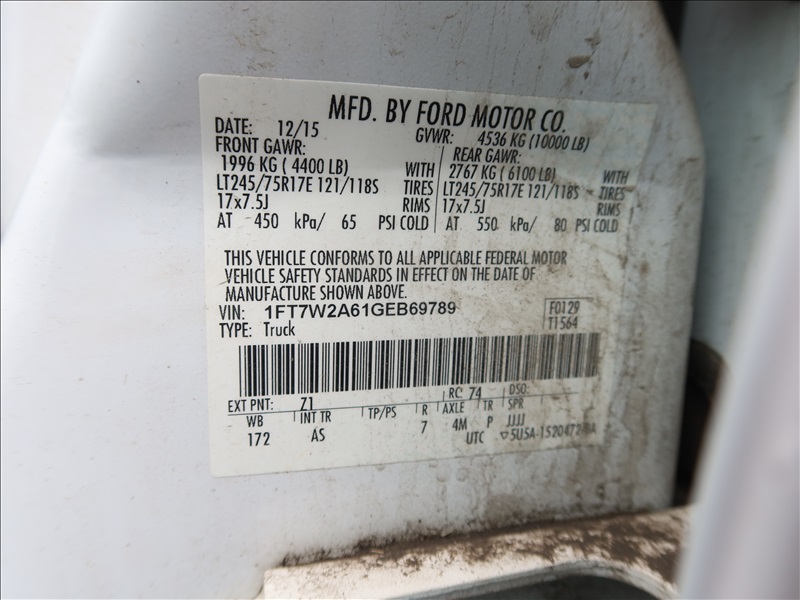 MFD. BY FORD MOTOR CO.
DATE: 12/15 GVWR: 4536 KG (10000 LB)
FRONT GAWR: REAR GAWR:
1996 KG ( 4400 LB) WITH 2767 KG ( 6100 LB) WITH
LT245/75R17E 121/118S TIRES LT245/75R17E 121/118S TIRES
17x7.5J RIMS 17x7.5J RIMS
AT 450 kPa/ 65 PSI COLD AT 550 kPa/ 80 PSI COLD
THIS VEHICLE CONFORMS TO ALL APPLICABLE FEDERAL MOTOR
VEHICLE SAFETY STANDARDS IN EFFECT ON THE DATE OF
MANUFACTURE SHOWN ABOVE.
VIN: 1FT7W2A61GEB69789 F0129
TYPE: Truck T1564
EXT PNT: Z1 RC: 74 DSO:
WB INT TR TP/PS R AXLE TR SPR
172 AS 7 4M P JJJJ
UTC